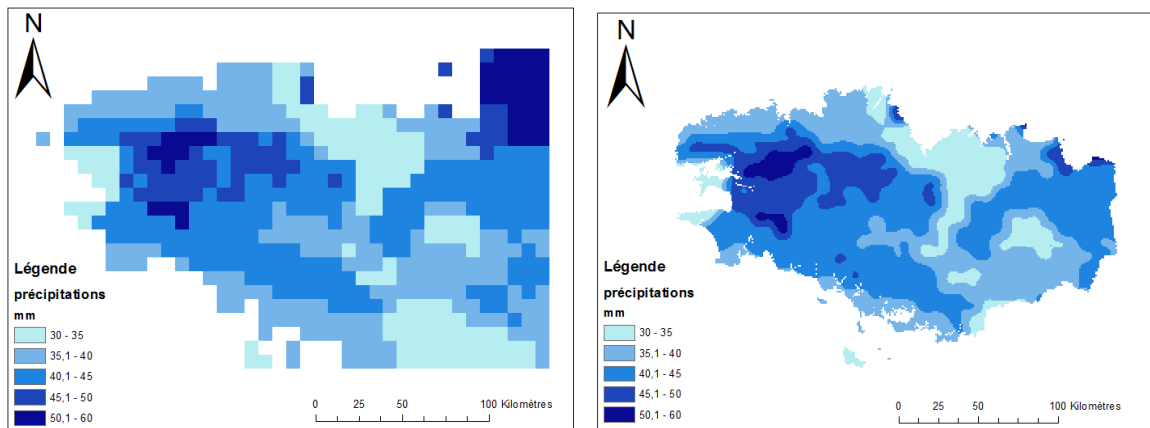 N
Légende
précipitations
mm
30 - 35
35,1 - 40
40,1 - 45
45,1 - 50
50,1 - 60
0 25 50 100 Kilomètres
N
Légende
précipitations
mm
30 - 35
35,1 - 40
40,1 - 45
45,1 - 50
50,1 - 60
0 25 50 100 Kilomètres